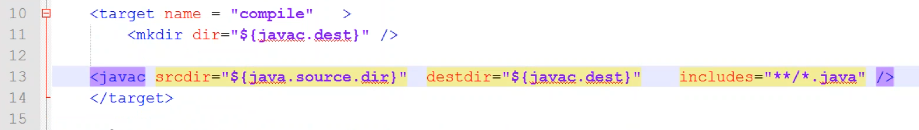 10 <target name = "compile" >
11 <mkdir dir="${javac.dest}" />
12
13 <javac srcdir="${java.source.dir}" destdir="${javac.dest}" includes="**/*.java" />
14 </target>
15